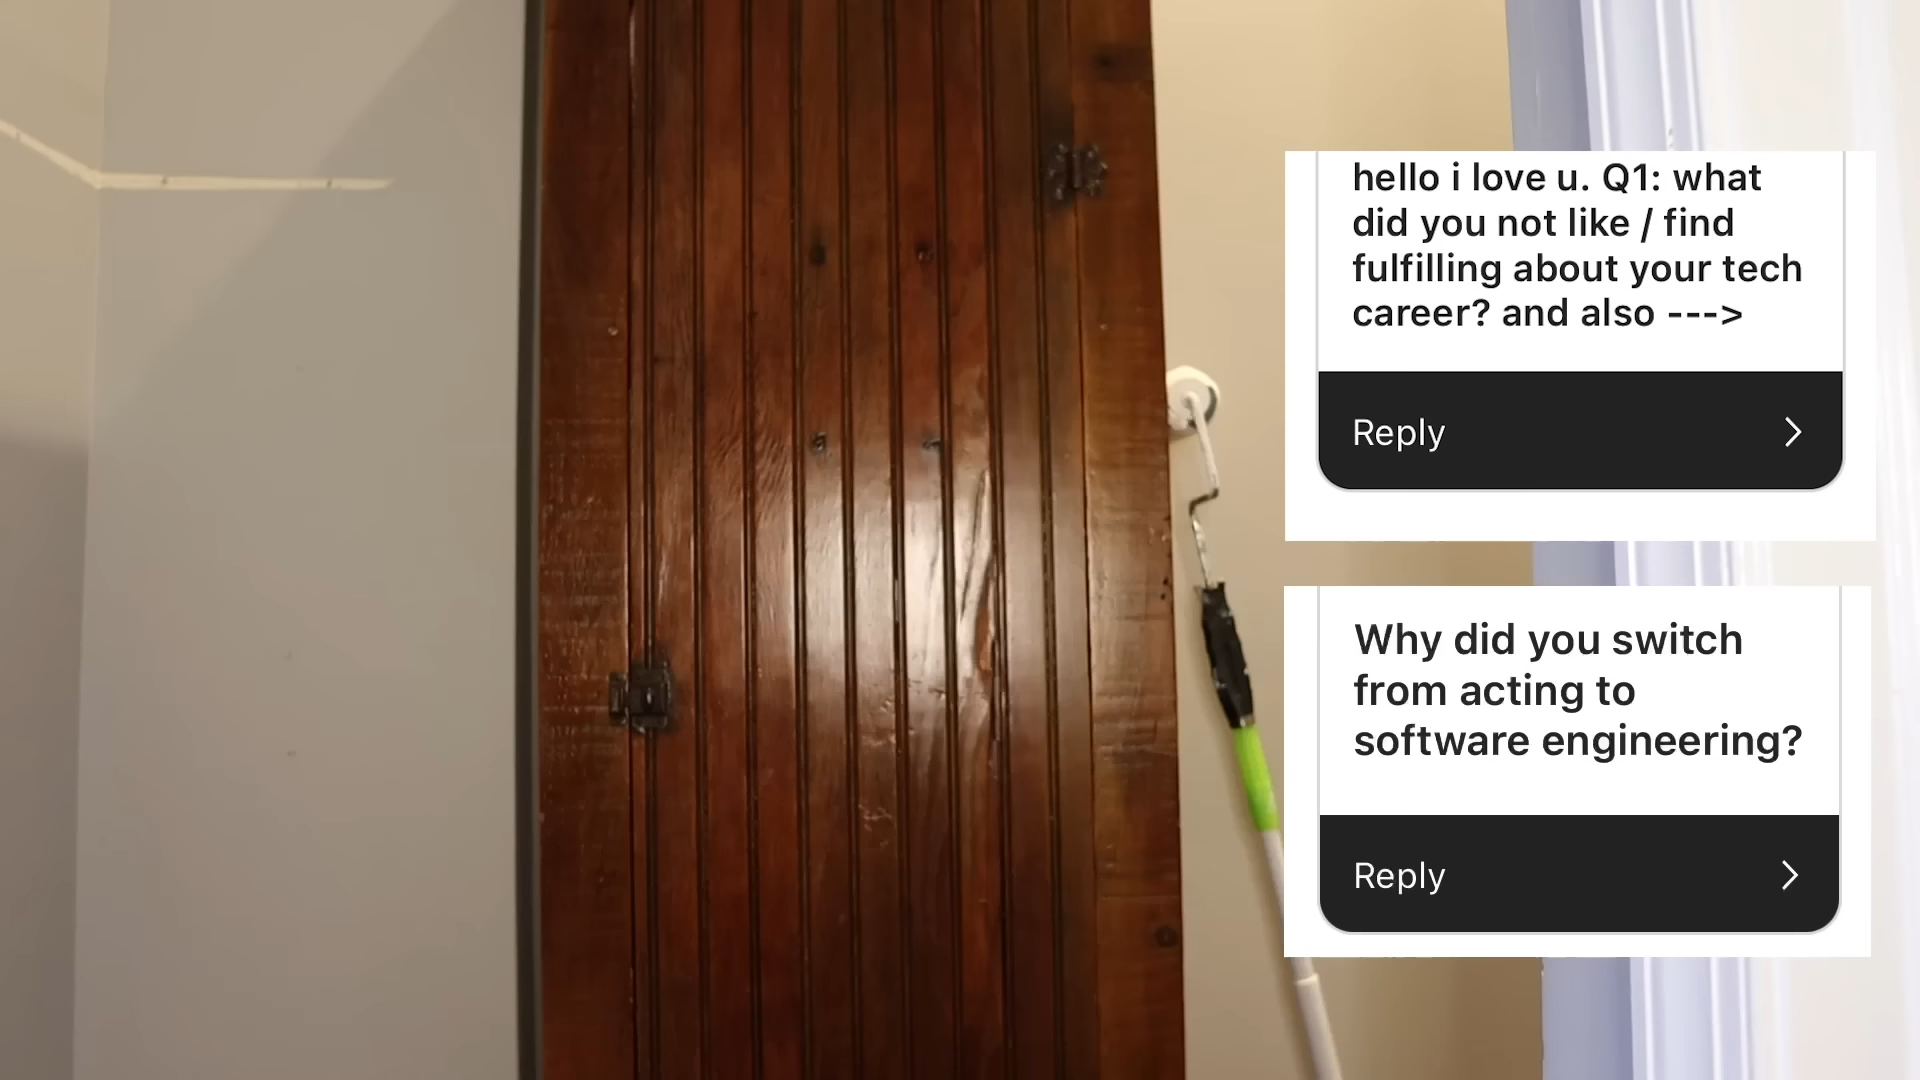 hello i love u. Q1: what
did you not like / find
fulfilling about your tech
career? and also --->
Reply
Why did you switch
from acting to
software engineering?
Reply